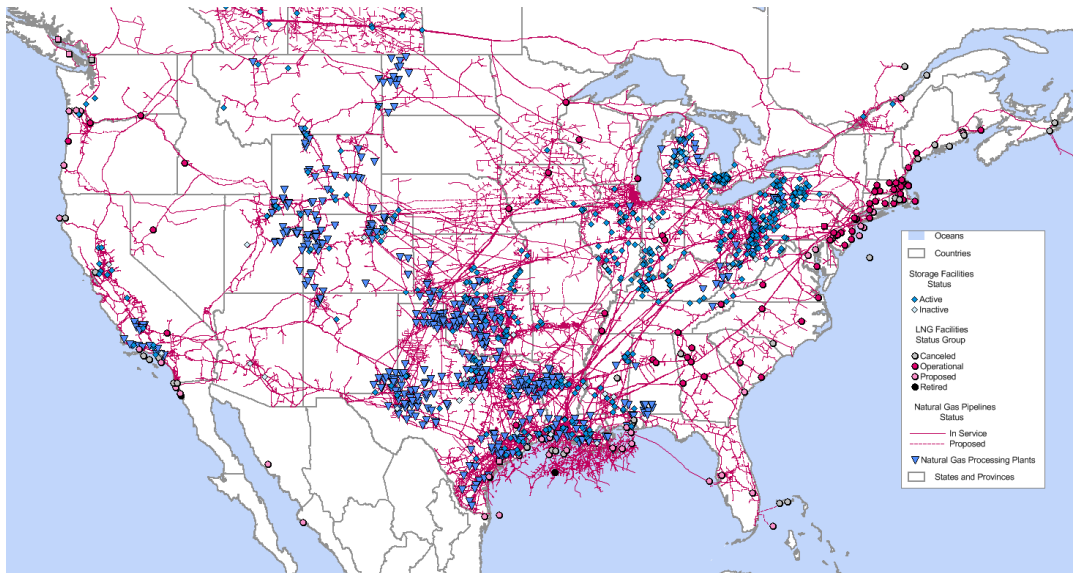 Oceans
Countries
Storage Facilities
Status
Active
Inactive
LNG Facilities
Status Group
Canceled
Operational
Proposed
Retired
Natural Gas Pipelines
Status
In Service
Proposed
Natural Gas Processing Plants
States and Provinces